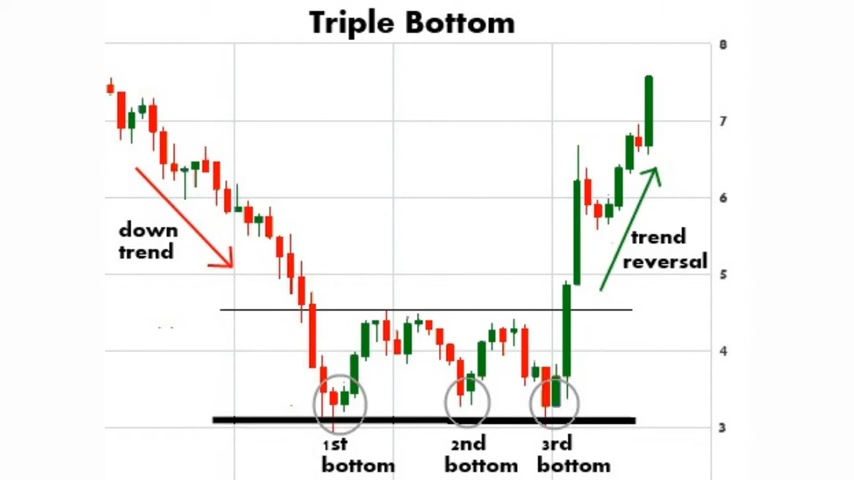 Triple Bottom
8
7
6
5
4
3
down
trend
trend
reversal
1st
bottom
2nd
bottom
3rd
bottom